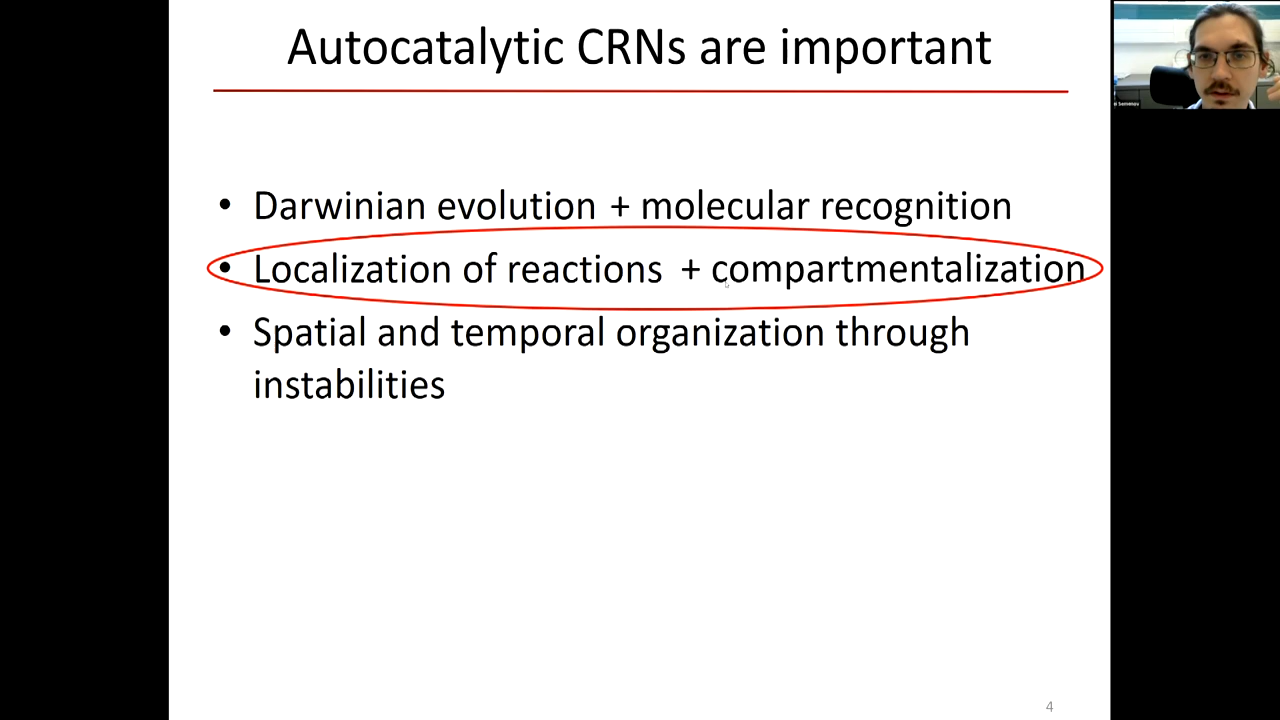 Autocatalytic CRNs are important
• Darwinian evolution + molecular recognition
• Localization of reactions + compartmentalization
• Spatial and temporal organization through
instabilities
4